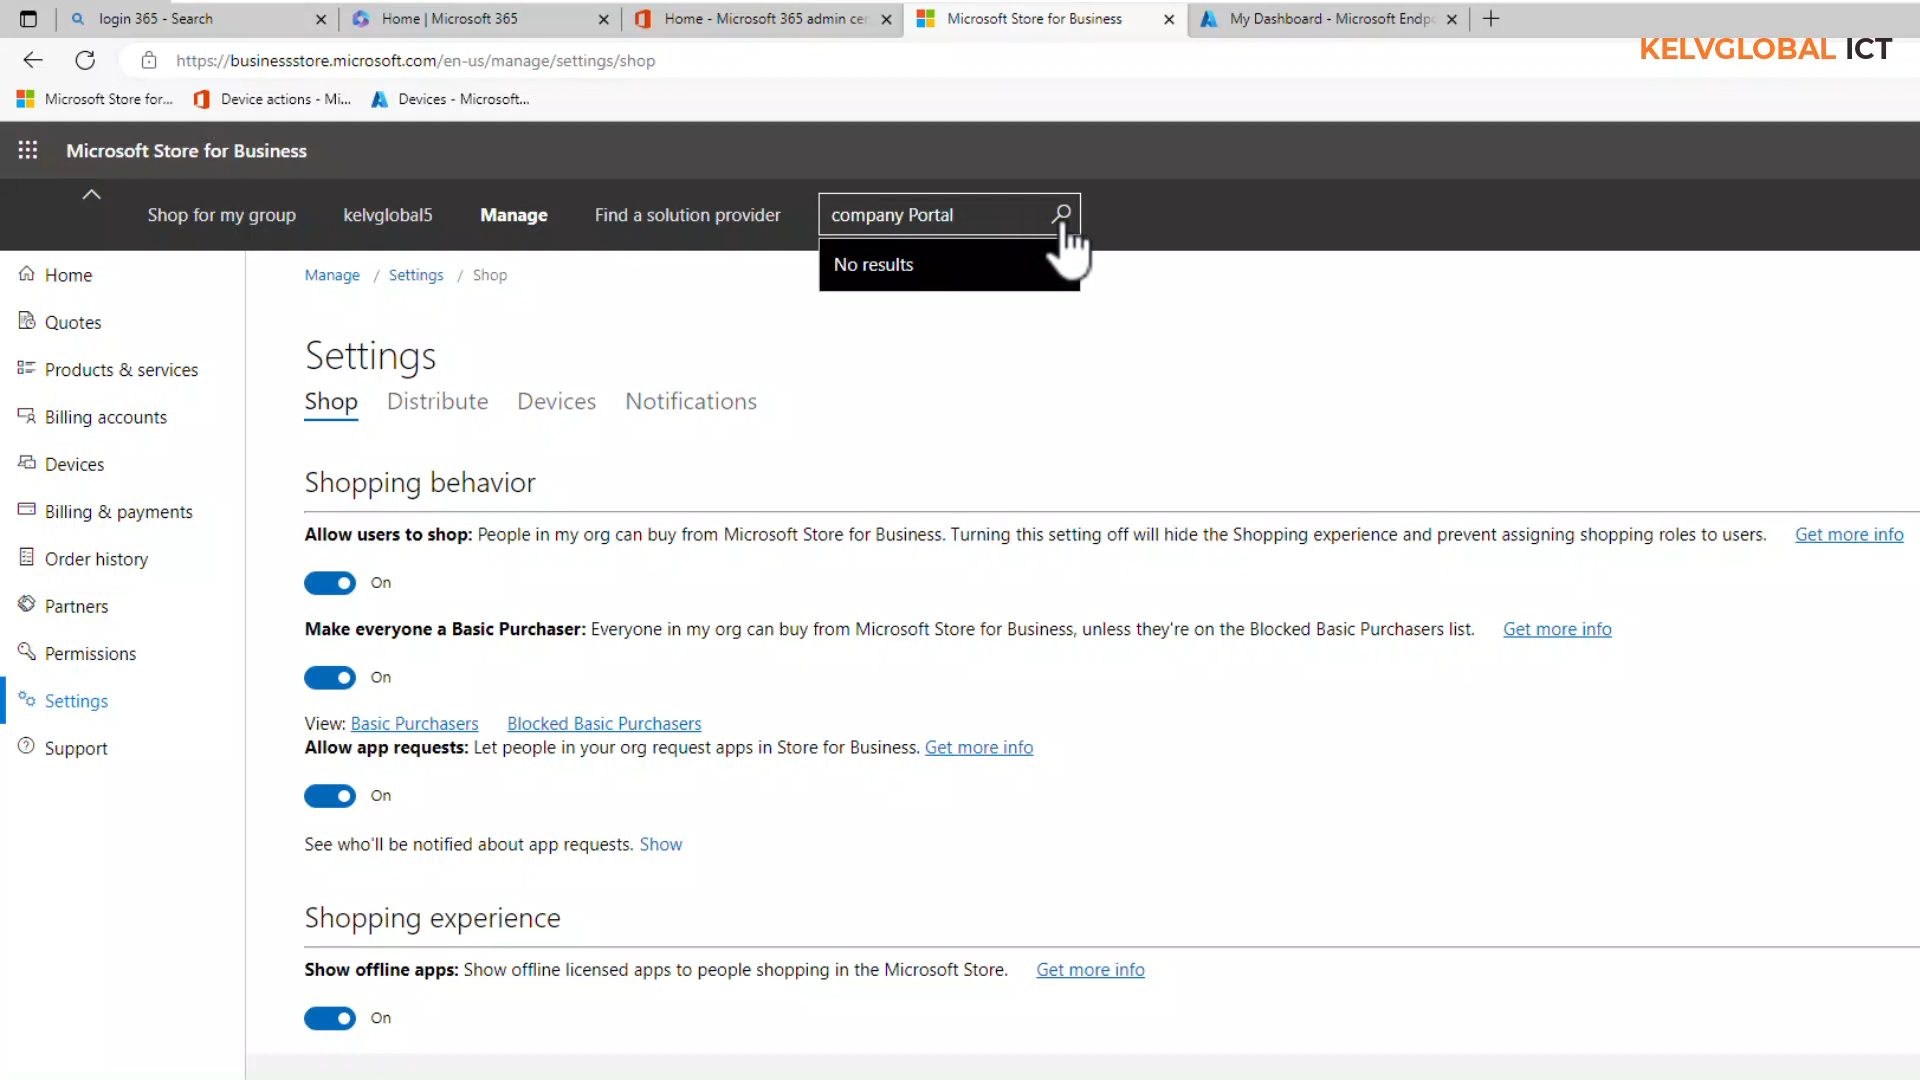 login 365 - Search
Home | Microsoft 365
Home - Microsoft 365 admin cen
Microsoft Store for Business
My Dashboard - Microsoft Endp
KELVGLOBAL ICT
https://businessstore.microsoft.com/en-us/manage/settings/shop
Microsoft Store for...
Device actions - Mi...
Devices - Microsoft...
Microsoft Store for Business
Shop for my group
kelvglobal5
Manage
Find a solution provider
company Portal
No results
Home
Quotes
Products & services
Billing accounts
Devices
Billing & payments
Order history
Partners
Permissions
Settings
Support
Manage / Settings / Shop
Settings
Shop
Distribute
Devices
Notifications
Shopping behavior
Allow users to shop: People in my org can buy from Microsoft Store for Business. Turning this setting off will hide the Shopping experience and prevent assigning shopping roles to users. Get more info
On
Make everyone a Basic Purchaser: Everyone in my org can buy from Microsoft Store for Business, unless they're on the Blocked Basic Purchasers list. Get more info
On
View: Basic Purchasers Blocked Basic Purchasers
Allow app requests: Let people in your org request apps in Store for Business. Get more info
On
See who'll be notified about app requests. Show
Shopping experience
Show offline apps: Show offline licensed apps to people shopping in the Microsoft Store. Get more info
On